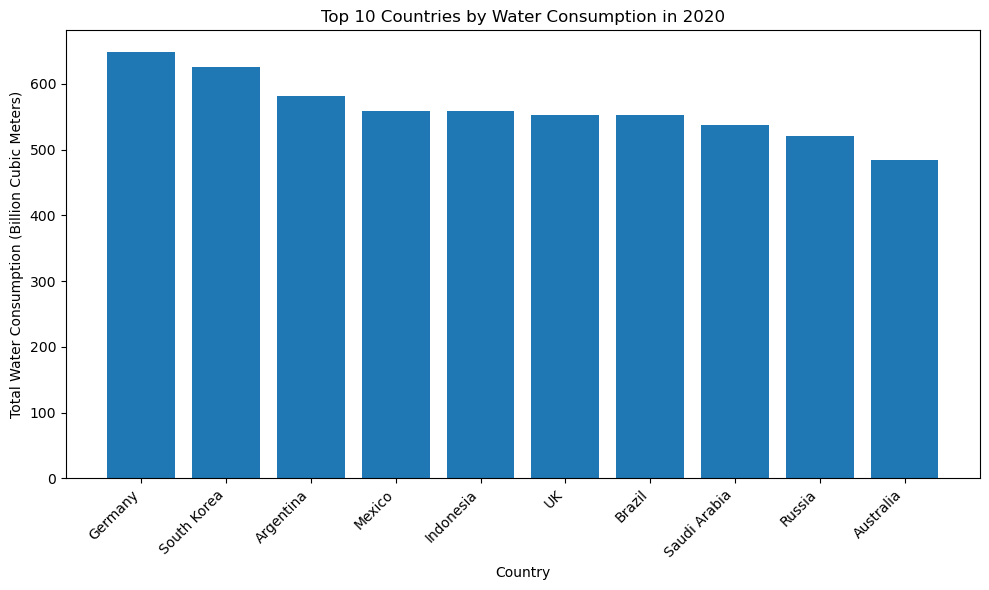 Top 10 Countries by Water Consumption in 2020
Total Water Consumption (Billion Cubic Meters)
600
500
400
300
200
100
0
Germany
South Korea
Argentina
Mexico
Indonesia
UK
Brazil
Saudi Arabia
Russia
Australia
Country